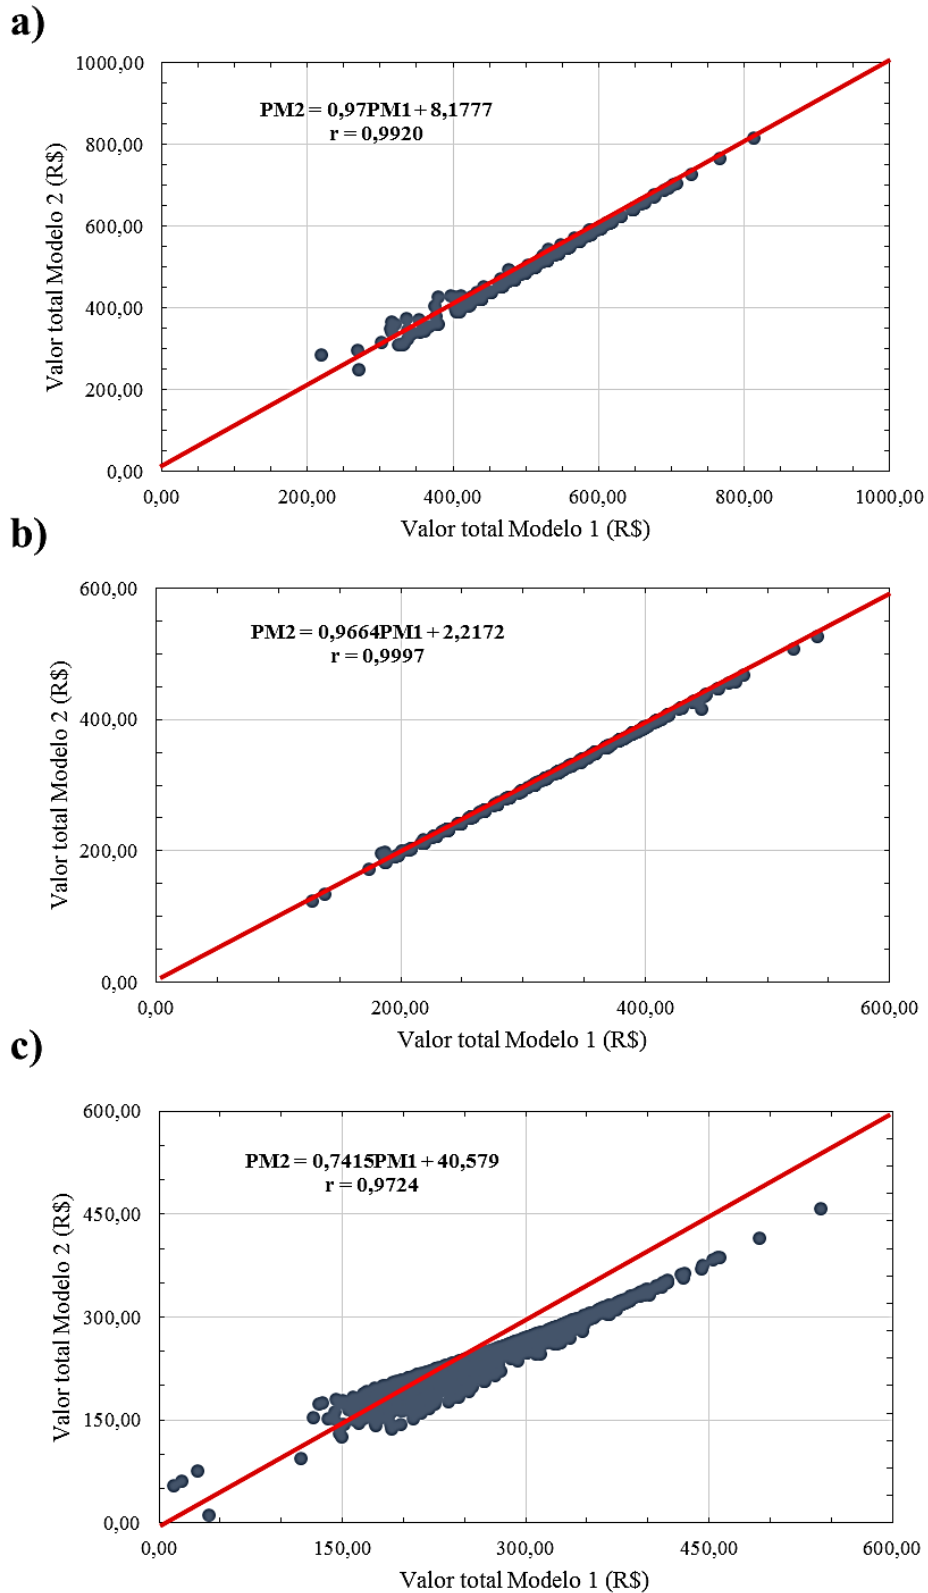 a)
1000,00
800,00
600,00
400,00
200,00
0,00
Valor total Modelo 2 (R$)
PM2 = 0,97PM1 + 8,1777
r = 0,9920
0,00 200,00 400,00 600,00 800,00 1000,00
Valor total Modelo 1 (R$)
b)
600,00
400,00
200,00
0,00
Valor total Modelo 2 (R$)
PM2 = 0,9664PM1 + 2,2172
r = 0,9997
0,00 200,00 400,00 600,00
Valor total Modelo 1 (R$)
c)
600,00
450,00
300,00
150,00
0,00
Valor total Modelo 2 (R$)
PM2 = 0,7415PM1 + 40,579
r = 0,9724
0,00 150,00 300,00 450,00 600,00
Valor total Modelo 1 (R$)